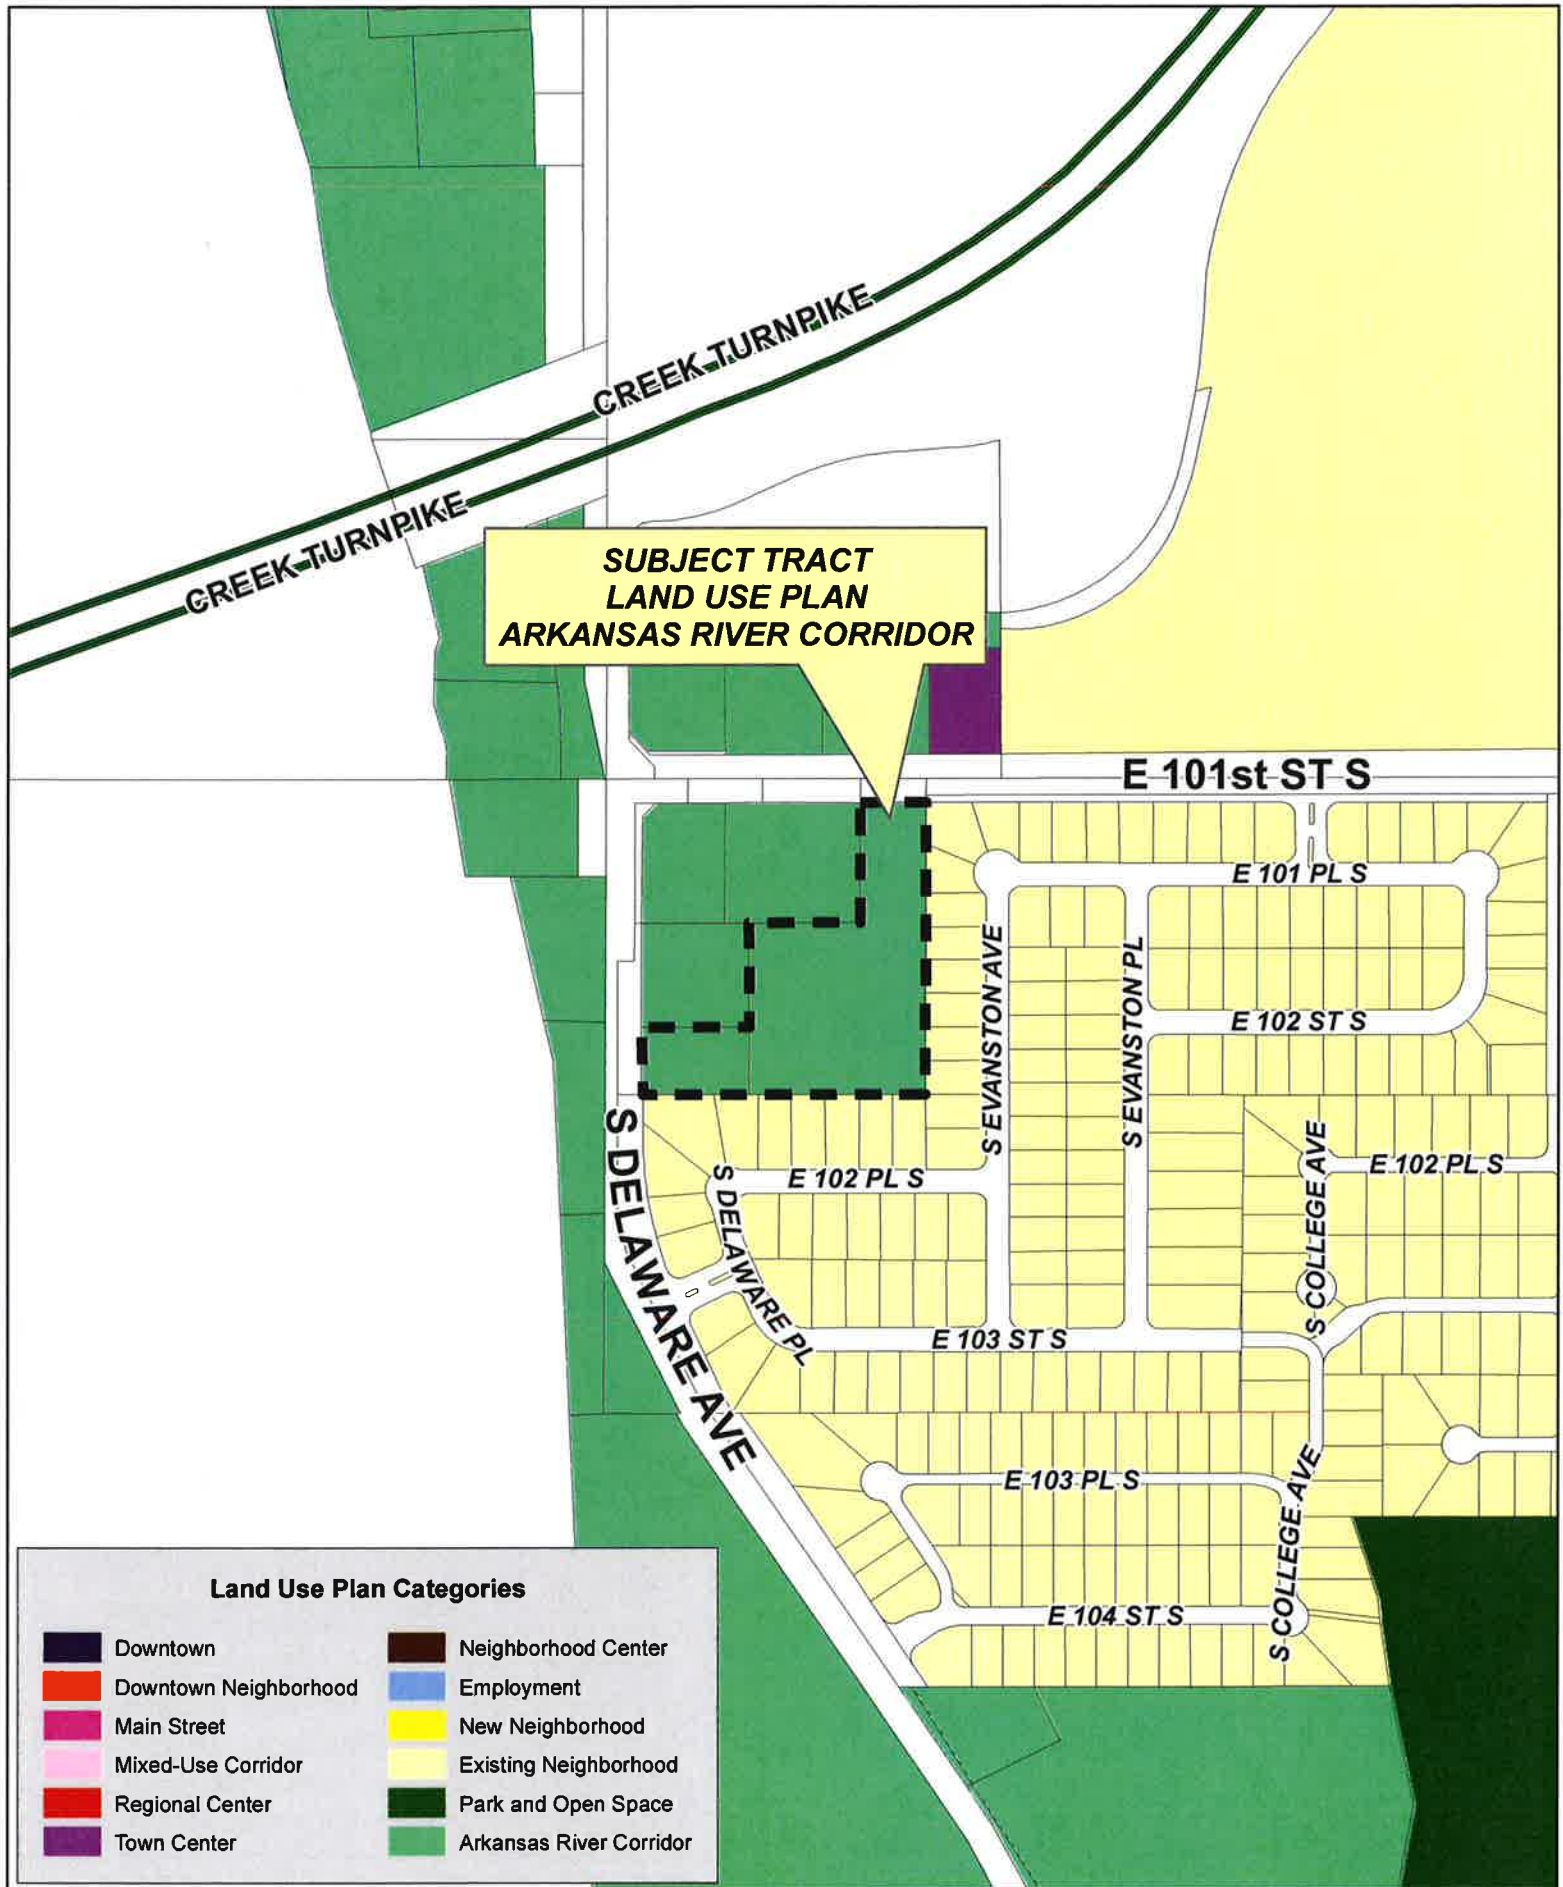 CREEK TURNPIKE
CREEK TURNPIKE
SUBJECT TRACT
LAND USE PLAN
ARKANSAS RIVER CORRIDOR
E 101st ST S
E 101 PL S
S EVANSTON AVE
S EVANSTON PL
E 102 ST S
S DELAWARE AVE
S DELAWARE PL
E 102 PL S
S COLLEGE AVE
E 102 PL S
E 103 ST S
E 103 PL S
S COLLEGE AVE
E 104 ST S
Land Use Plan Categories
Downtown
Downtown Neighborhood
Main Street
Mixed-Use Corridor
Regional Center
Town Center
Neighborhood Center
Employment
New Neighborhood
Existing Neighborhood
Park and Open Space
Arkansas River Corridor